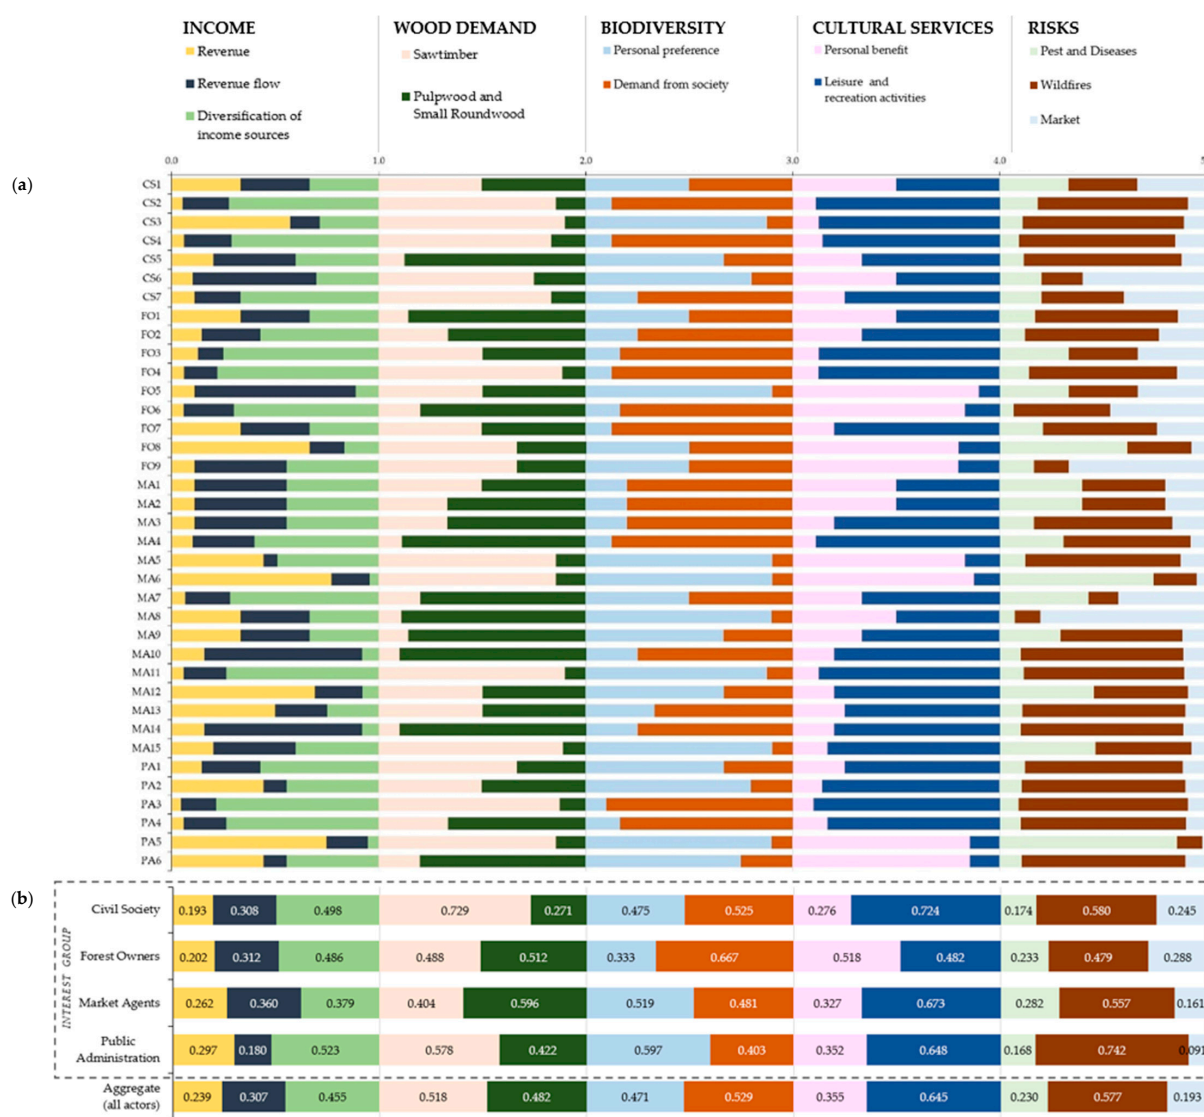 INCOME
Revenue
Revenue flow
Diversification of
income sources
WOOD DEMAND
Sawtimber
Pulpwood and
Small Roundwood
BIODIVERSITY
Personal preference
Demand from society
CULTURAL SERVICES
Personal benefit
Leisure and
recreation activities
RISKS
Pest and Diseases
Wildfires
Market
0.0 1.0 2.0 3.0 4.0 5
(a)
CS1
CS2
CS3
CS4
CS5
CS6
CS7
FO1
FO2
FO3
FO4
FO5
FO6
FO7
FO8
FO9
MA1
MA2
MA3
MA4
MA5
MA6
MA7
MA8
MA9
MA10
MA11
MA12
MA13
MA14
MA15
PA1
PA2
PA3
PA4
PA5
PA6
(b)
INTEREST GROUP
Civil Society 0.193 0.308 0.498 0.729 0.271 0.475 0.525 0.276 0.724 0.174 0.580 0.245
Forest Owners 0.202 0.312 0.486 0.488 0.512 0.333 0.667 0.518 0.482 0.233 0.479 0.288
Market Agents 0.262 0.360 0.379 0.404 0.596 0.519 0.481 0.327 0.673 0.282 0.557 0.161
Public
Administration 0.297 0.180 0.523 0.578 0.422 0.597 0.403 0.352 0.648 0.168 0.742 0.091
Aggregate
(all actors) 0.239 0.307 0.455 0.518 0.482 0.471 0.529 0.355 0.645 0.230 0.577 0.193